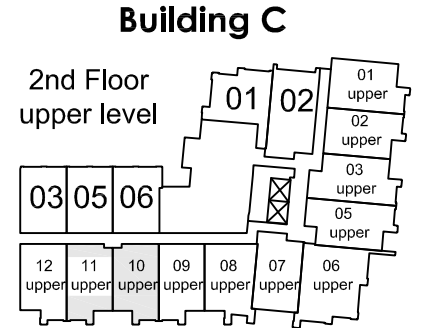 Building C
2nd Floor
upper level
01
02
01
upper
02
upper
03
upper
05
upper
03
05
06
12
upper
11
upper
10
upper
09
upper
08
upper
07
upper
06
upper